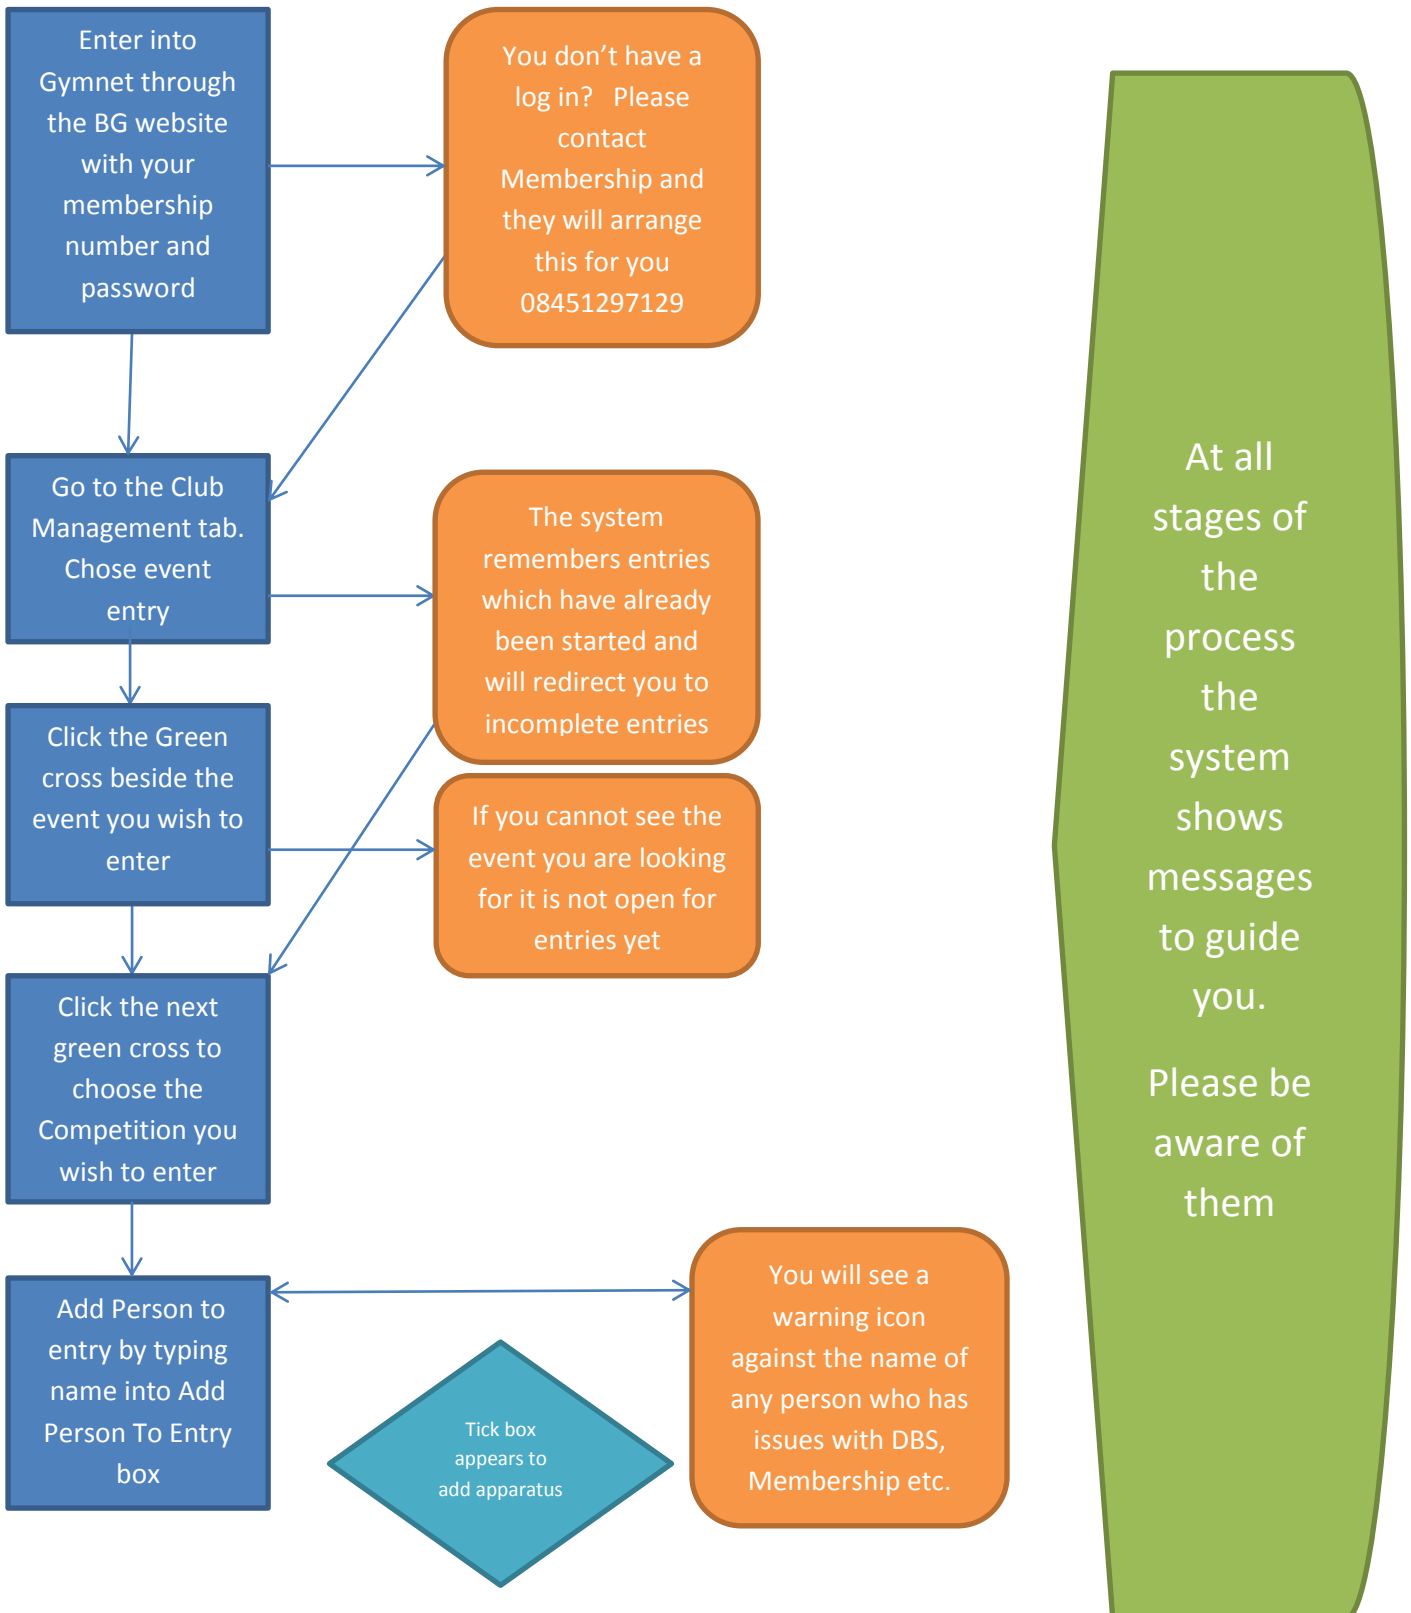 Enter into
Gymnet through
the BG website
with your
membership
number and
password
You don’t have a
log in?   Please
contact
Membership and
they will arrange
this for you
08451297129
Go to the Club
Management tab.
Chose event
entry
The system
remembers entries
which have already
been started and
will redirect you to
incomplete entries
Click the Green
cross beside the
event you wish to
enter
If you cannot see the
event you are looking
for it is not open for
entries yet
Click the next
green cross to
choose the
Competition you
wish to enter
Add Person to
entry by typing
name into Add
Person To Entry
box
Tick box
appears to
add apparatus
You will see a
warning icon
against the name of
any person who has
issues with DBS,
Membership etc.
At all
stages of
the
process
the
system
shows
messages
to guide
you.
Please be
aware of
them